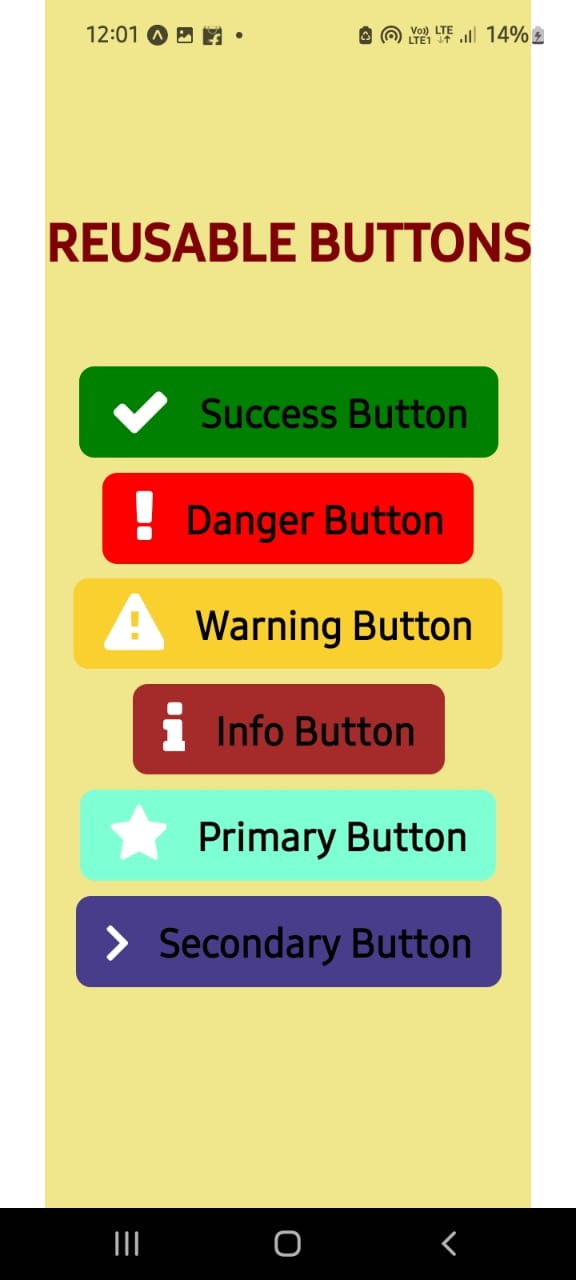 12:01 Vo)) LTE1 LTE 14%
REUSABLE BUTTONS
Success Button
Danger Button
Warning Button
Info Button
Primary Button
Secondary Button